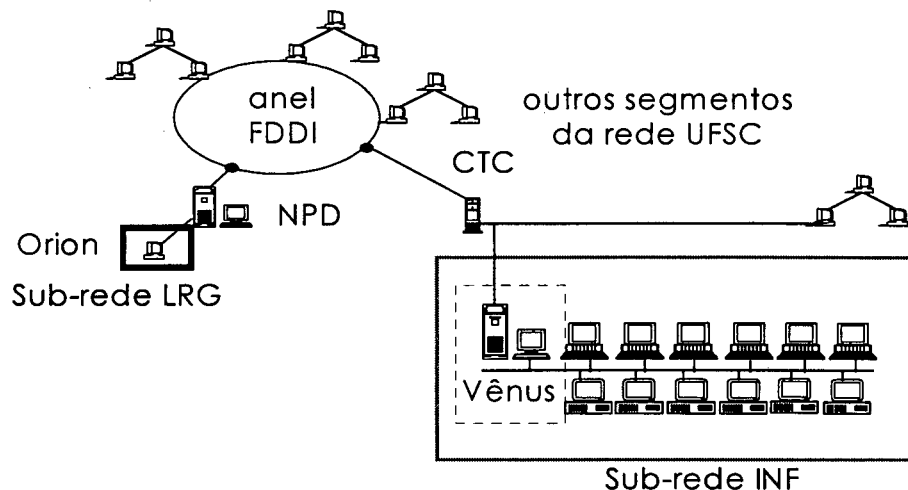 anel
FDDI
outros segmentos
da rede UFSC
CTC
NPD
Orion
Sub-rede LRG
Vênus
Sub-rede INF